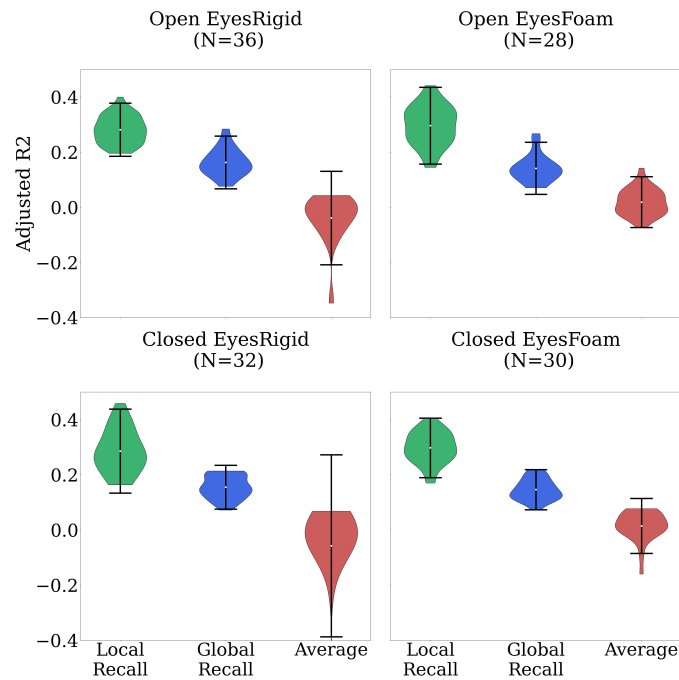 Open EyesRigid
(N=36)
Open EyesFoam
(N=28)
Adjusted R2
0.4
0.2
0.0
−0.2
−0.4
Closed EyesRigid
(N=32)
Closed EyesFoam
(N=30)
0.4
0.2
0.0
−0.2
−0.4
Local
Recall
Global
Recall
Average
Local
Recall
Global
Recall
Average